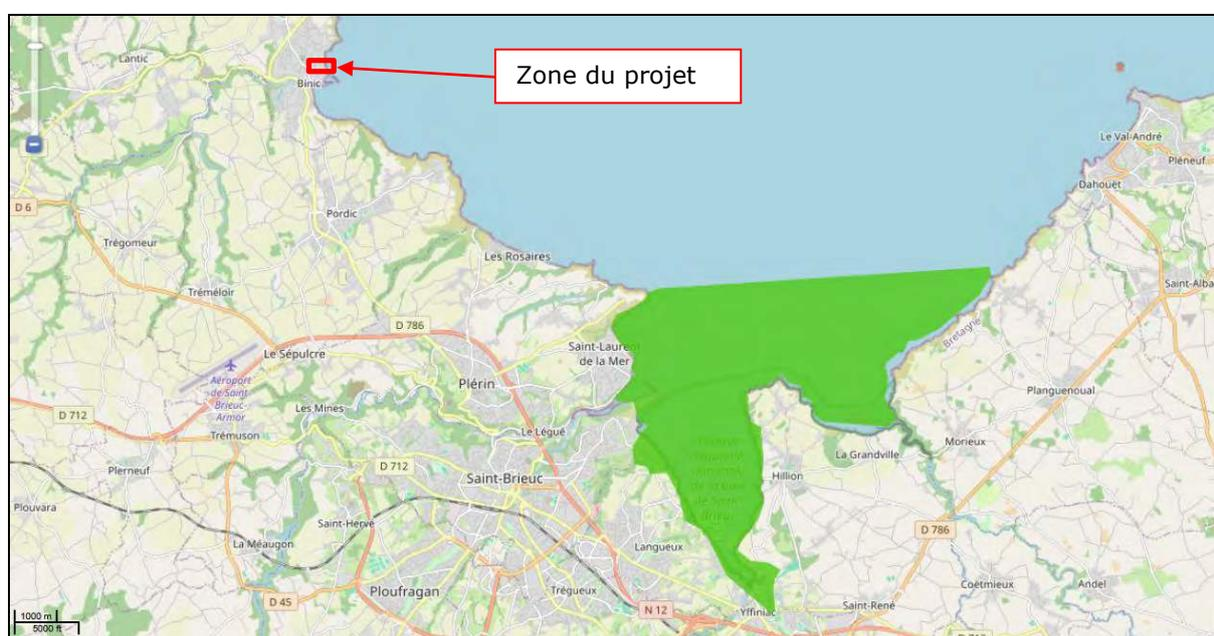 Lantic
Zone du projet
Binic
Le Val-André
Pléneuf
Dahouët
D 6
Pordic
Trégomeur
Les Rosaires
Tréméloir
Saint-Alba
D 786
Bretagne
Le Sépulcre
Saint-Laurent
de la Mer
Aéroport
de Saint
Brieuc-
Armor
Plérin
Planguenoual
Les Mines
D 712
Le Légué
Trémuson
Morieux
La Grandville
Plerneuf
D 712
Saint-Brieuc
Hillion
Plouvara
Saint-Hervé
D 786
La Méaugon
Langueux
Coëtmieux
Andel
Ploufragan
Trégueux
D 45
N 12
Yffiniac
Saint-René
1000 m
5000 ft